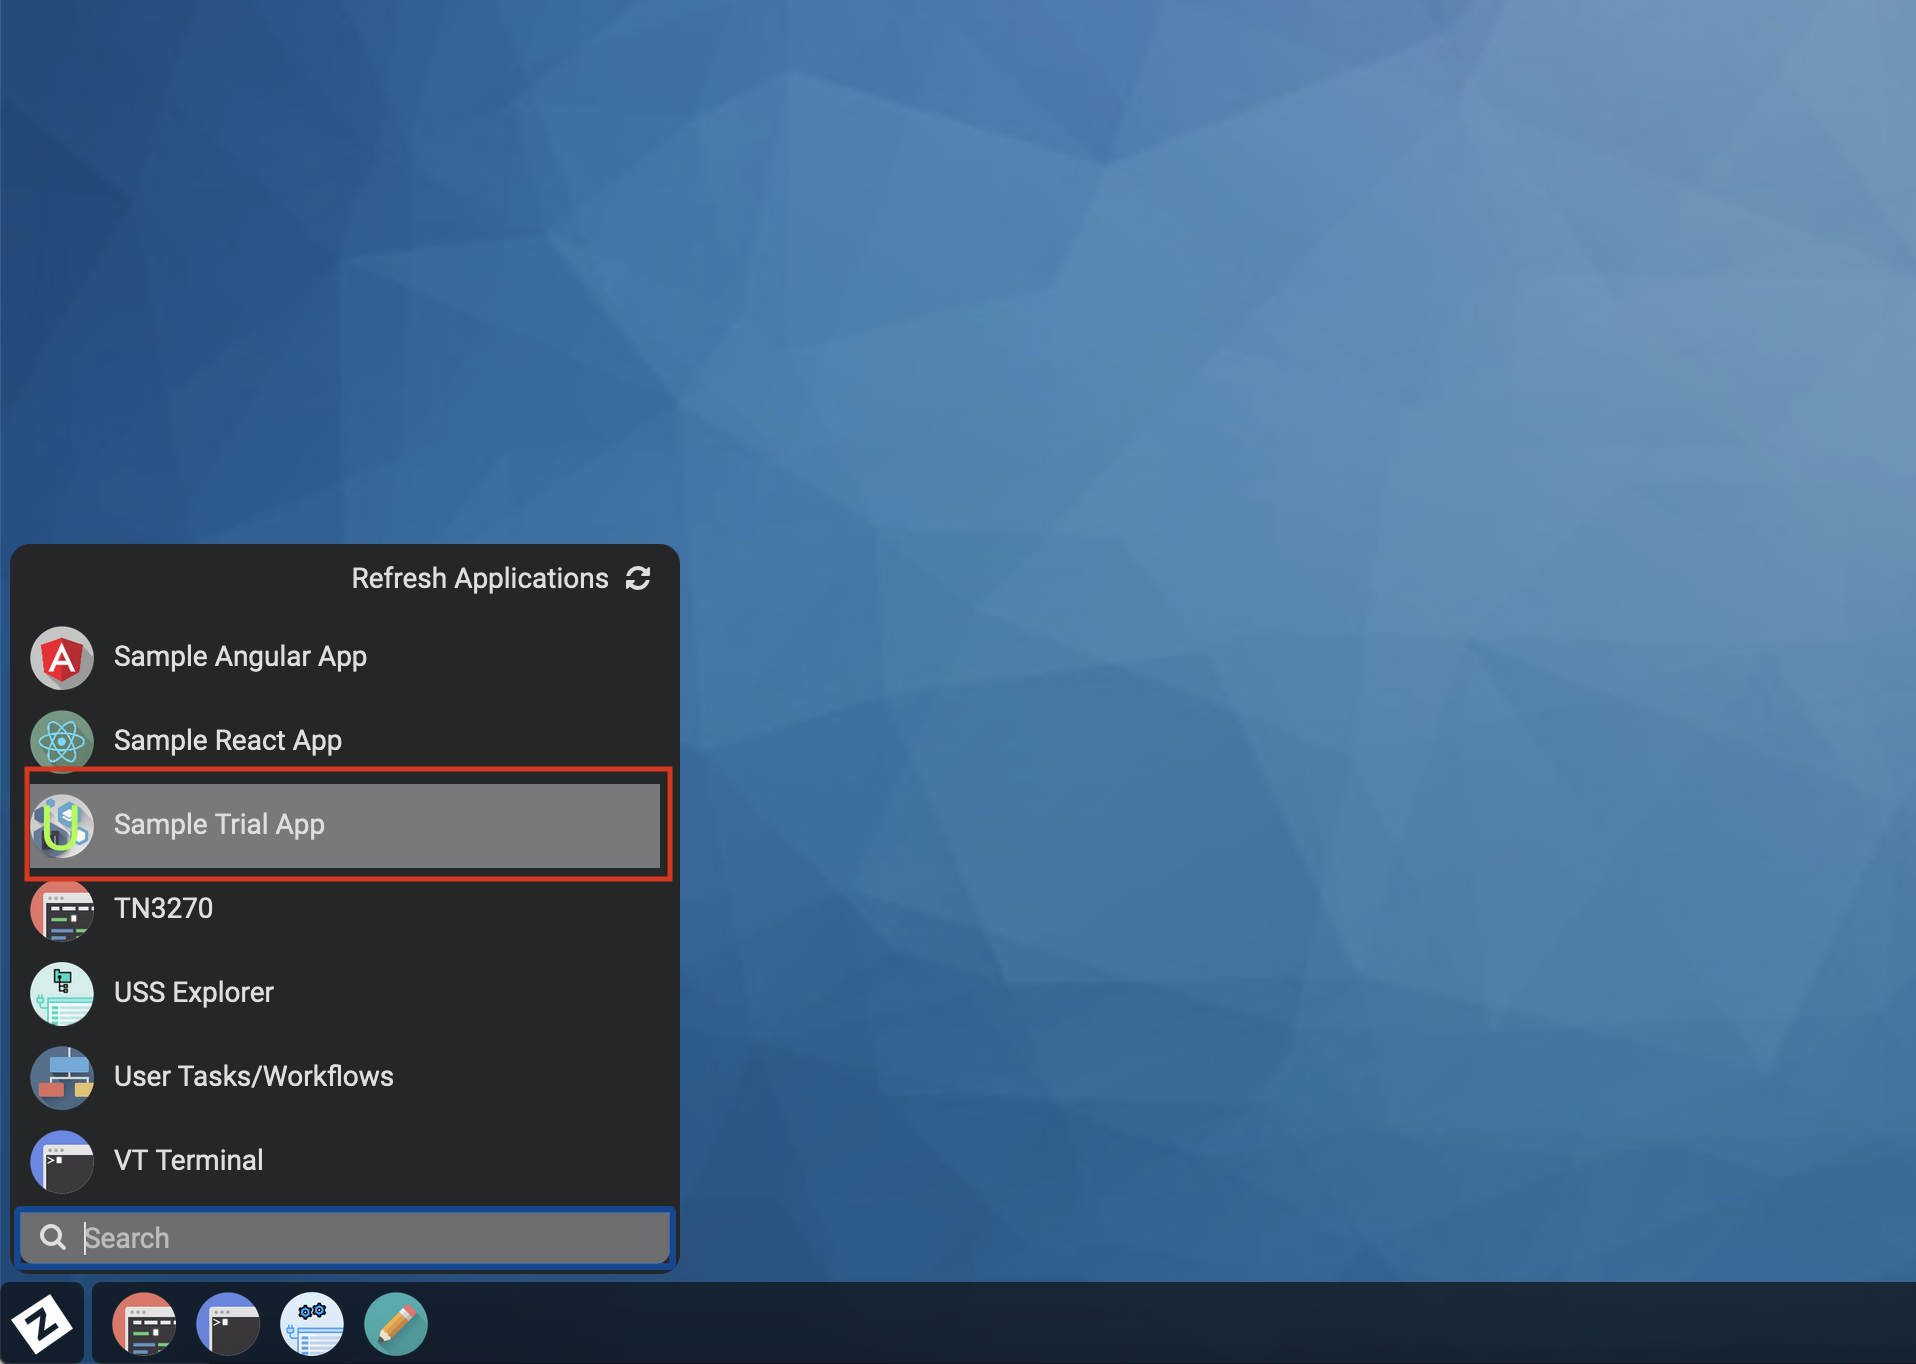 Refresh Applications
Sample Angular App
Sample React App
Sample Trial App
TN3270
USS Explorer
User Tasks/Workflows
VT Terminal
Search